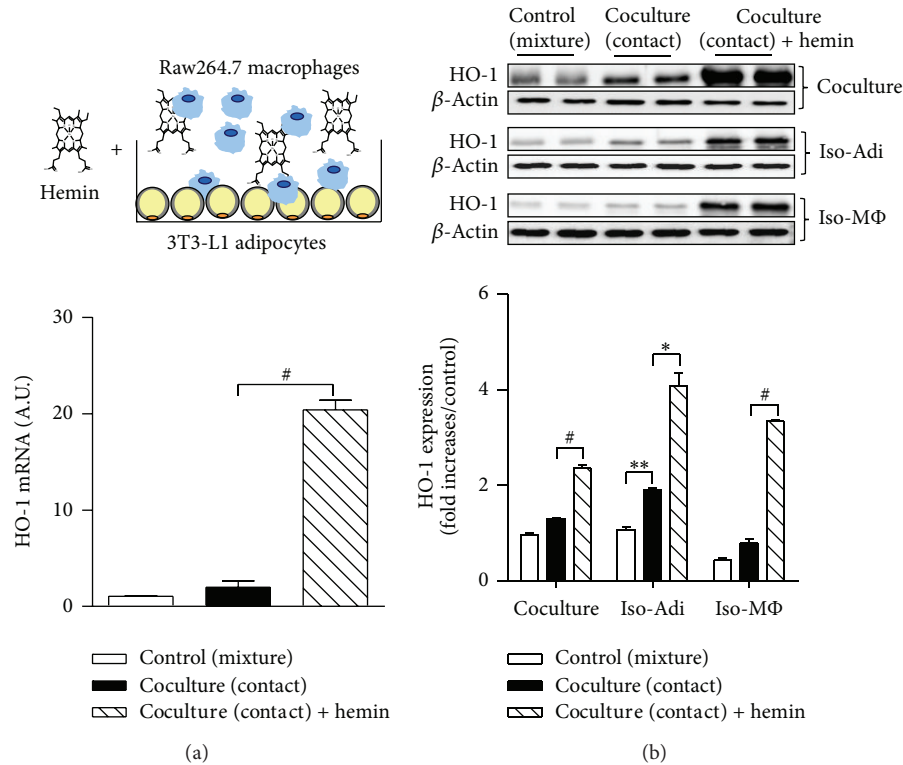 Raw264.7 macrophages
+
Hemin
3T3-L1 adipocytes
HO-1 mRNA (A.U.)
30
20
10
0
#
Control (mixture)
Coculture (contact)
Coculture (contact) + hemin
(a)
Control (mixture)
Coculture (contact)
Coculture (contact) + hemin
HO-1
β-Actin
Coculture
HO-1
β-Actin
Iso-Adi
HO-1
β-Actin
Iso-MΦ
HO-1 expression
(fold increases/control)
6
4
2
0
#
**
*
#
Coculture Iso-Adi Iso-MΦ
Control (mixture)
Coculture (contact)
Coculture (contact) + hemin
(b)